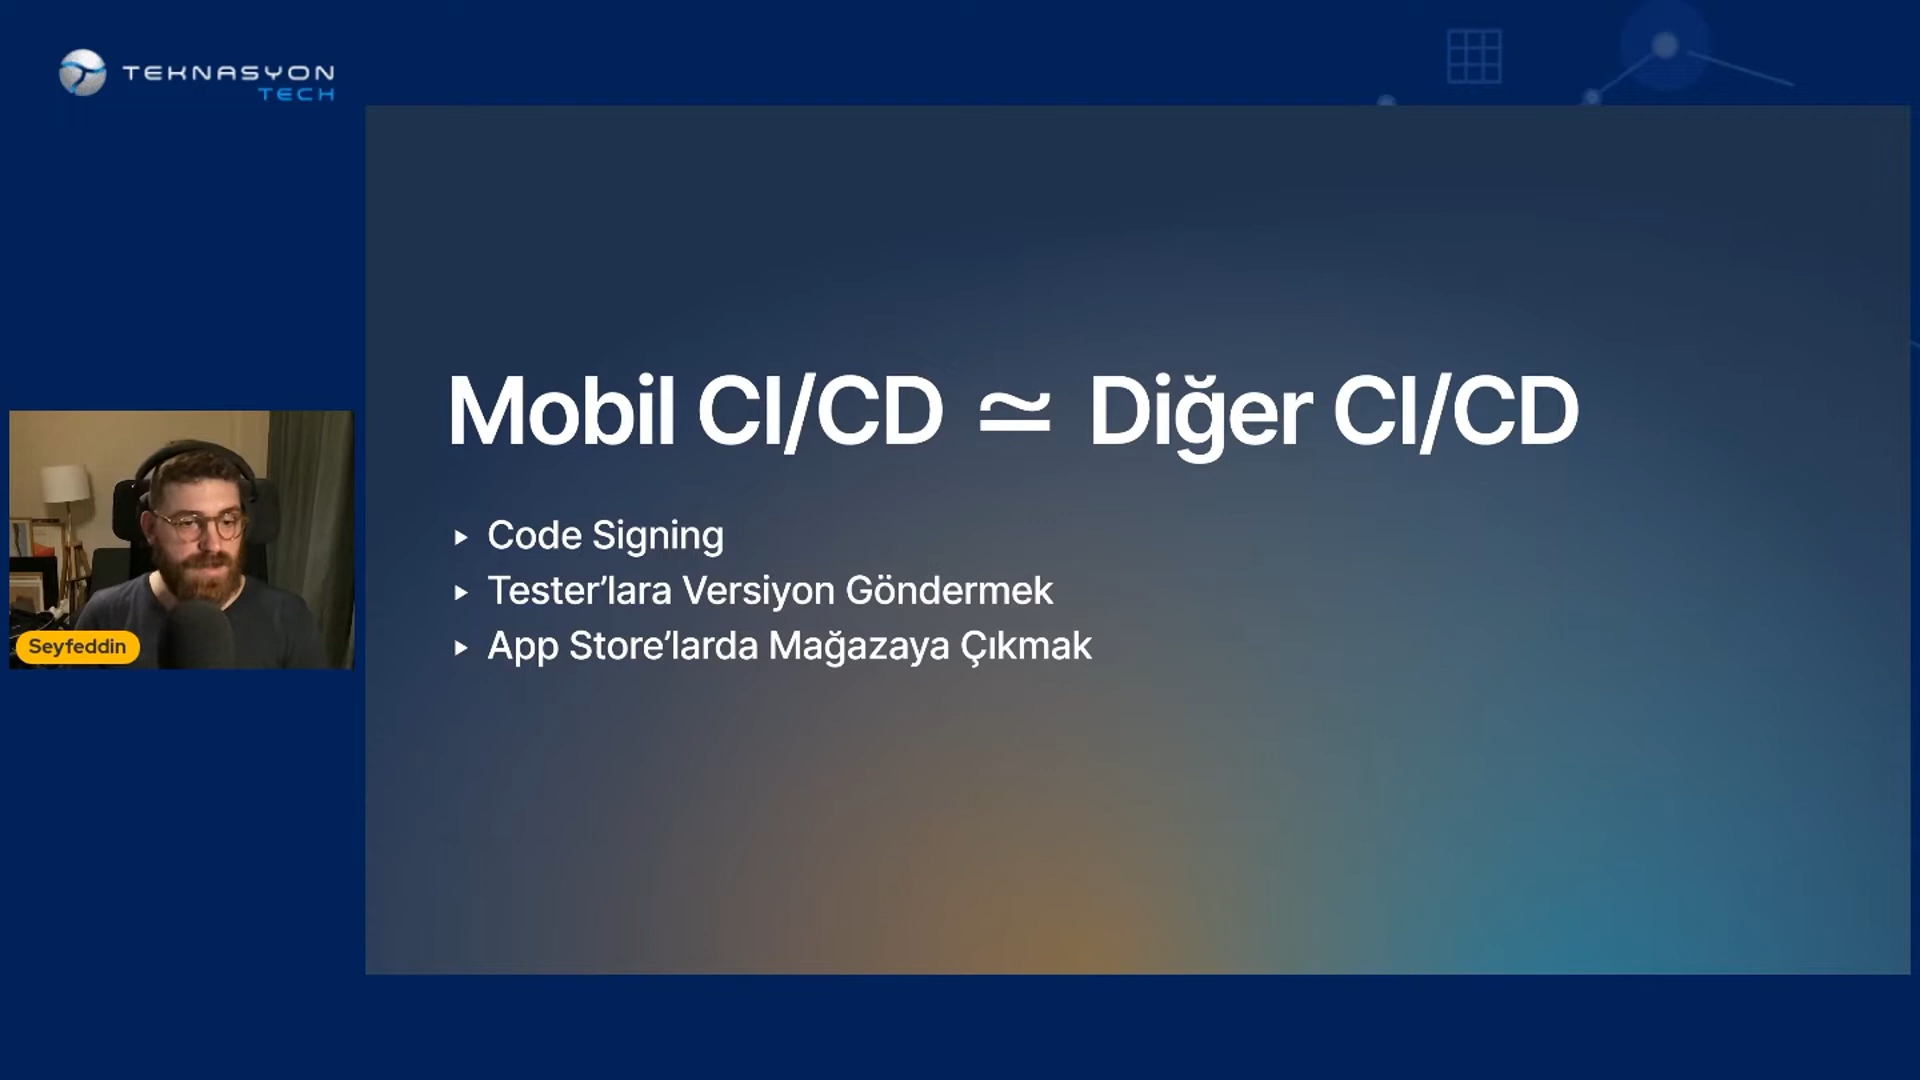 TEKNASYON
TECH
Mobil CI/CD ≃ Diğer CI/CD
Code Signing
Tester’lara Versiyon Göndermek
App Store’larda Mağazaya Çıkmak
Seyfeddin